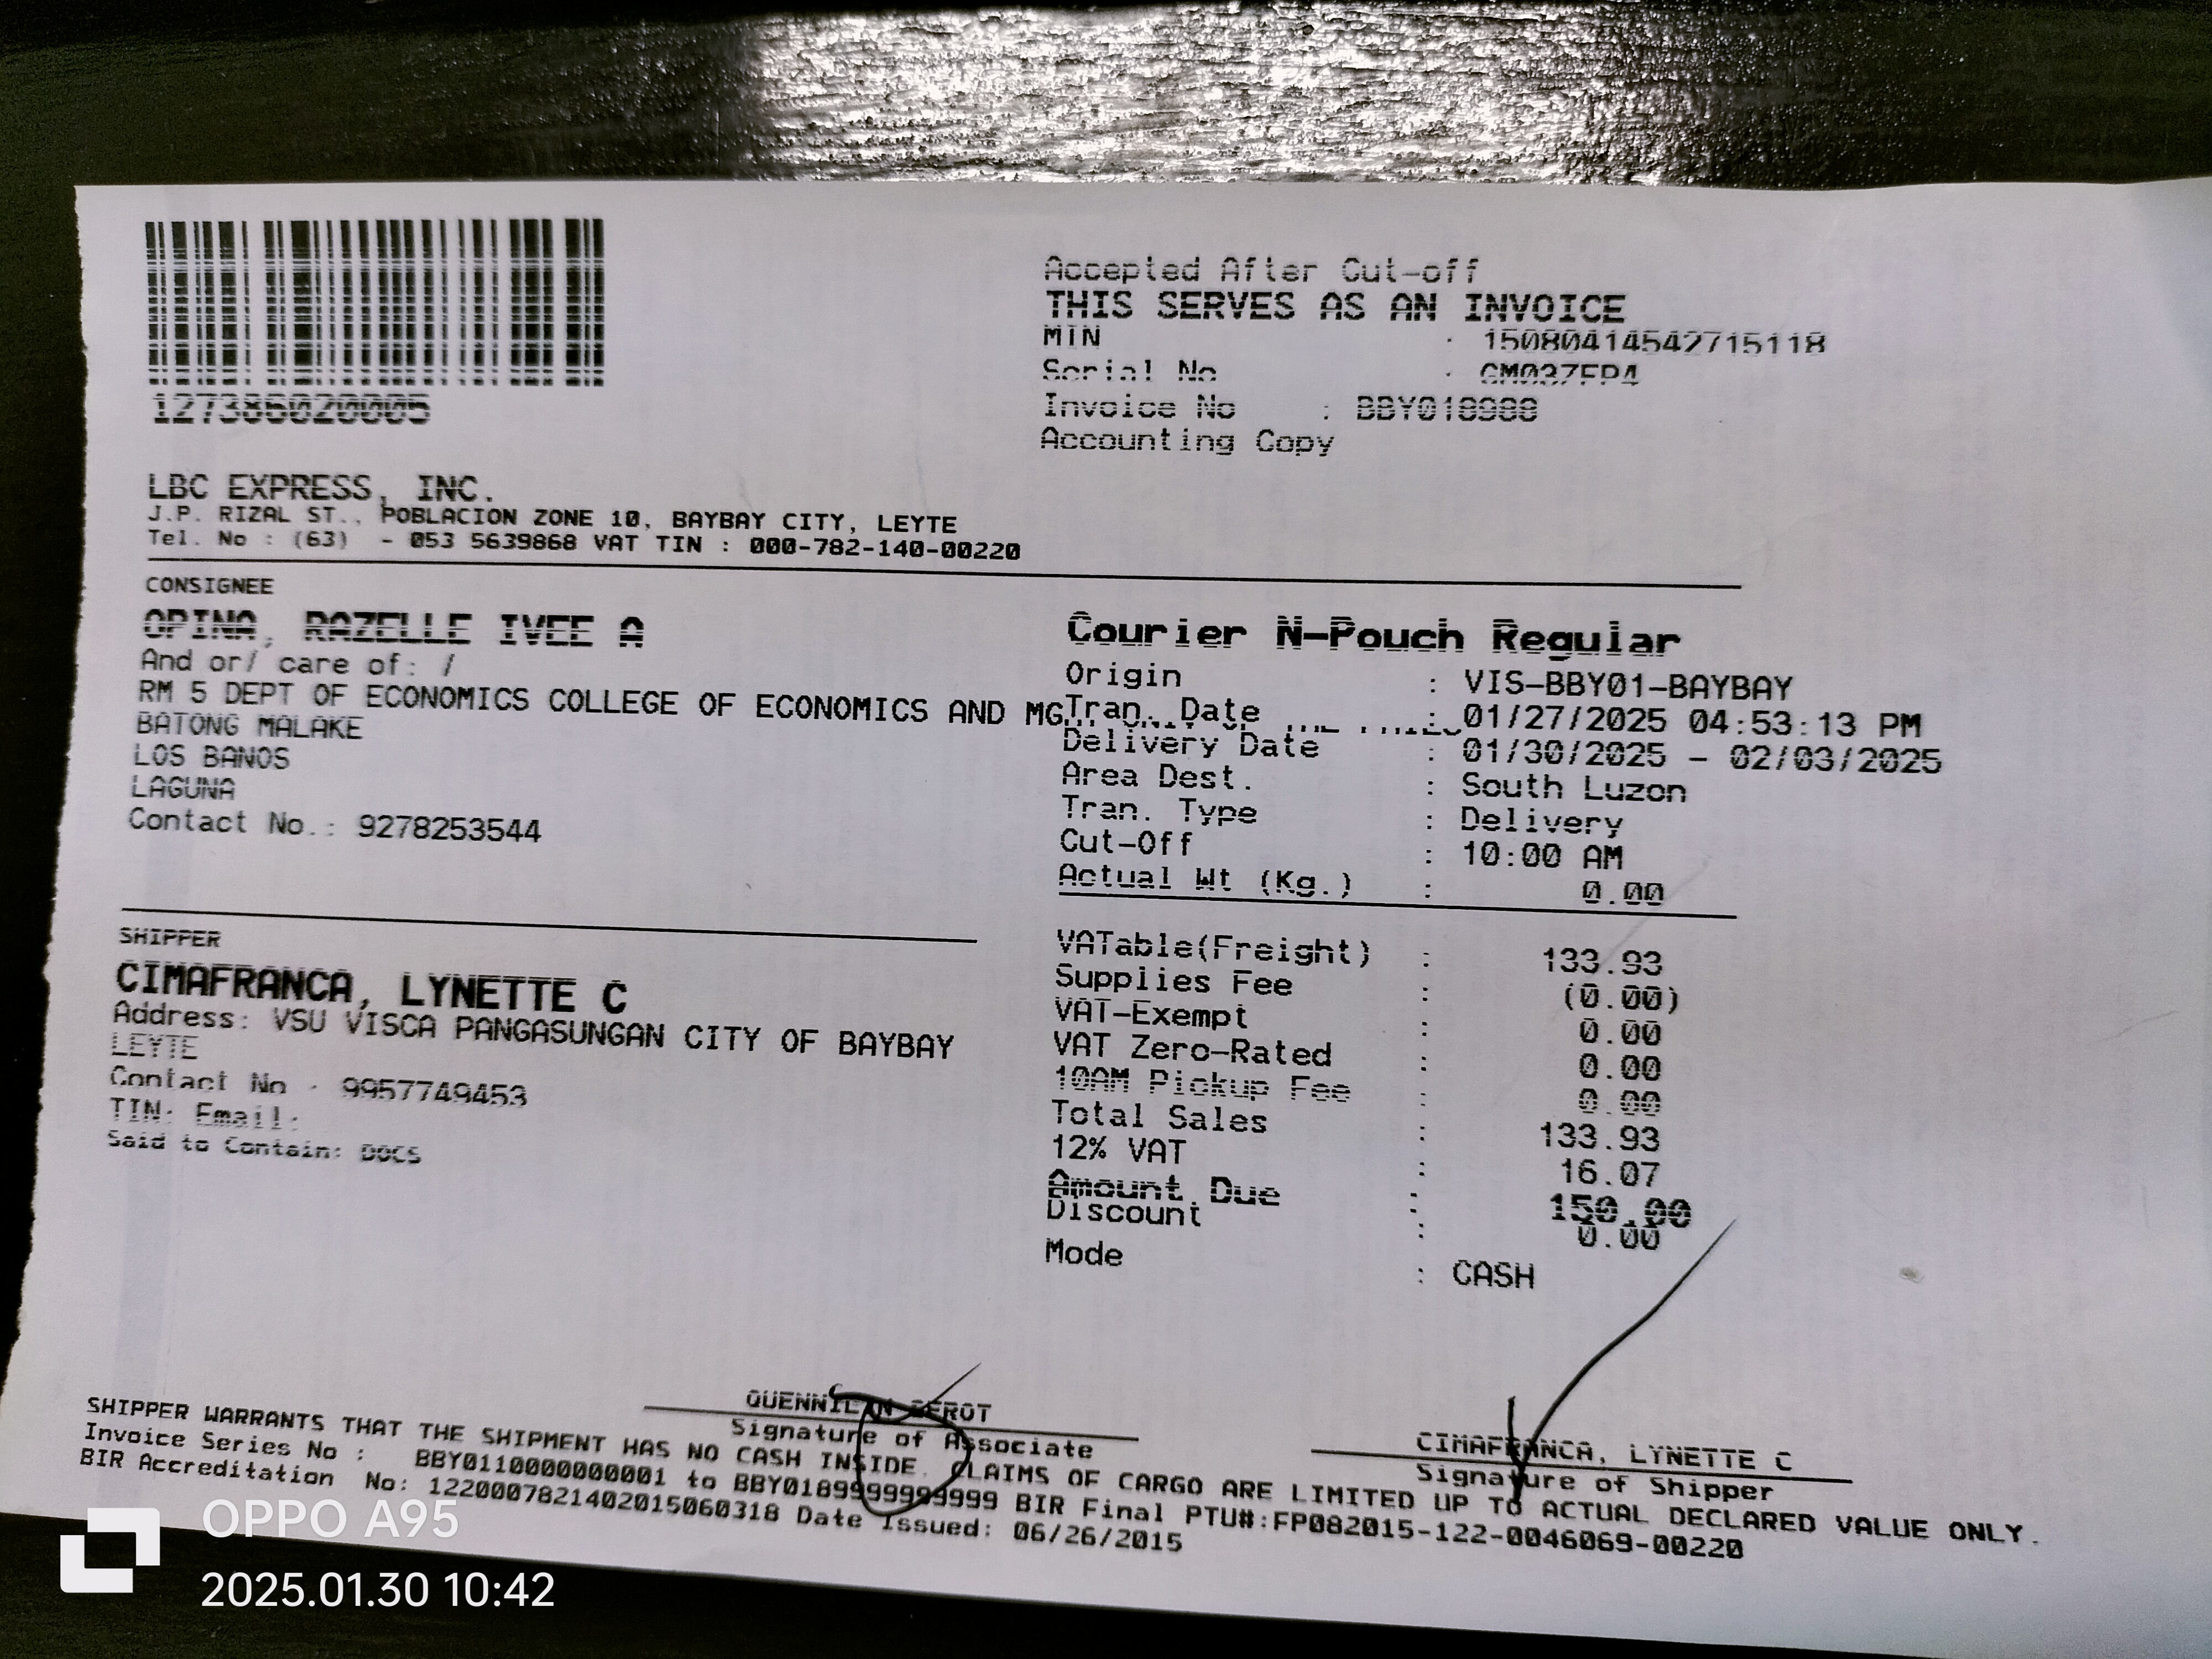 127386020005
Accepted After Cut-off
THIS SERVES AS AN INVOICE
MIN : 15080414542715118
Serial No : GM037FP4
Invoice No : BBY018988
Accounting Copy
LBC EXPRESS, INC.
J.P. RIZAL ST., POBLACION ZONE 10, BAYBAY CITY, LEYTE
Tel. No : (63) - 053 5639868 VAT TIN : 000-782-140-00220
CONSIGNEE
OPINA, RAZELLE IVEE A
And or/ care of: /
RM 5 DEPT OF ECONOMICS COLLEGE OF ECONOMICS AND MG
BATONG MALAKE
LOS BANOS
LAGUNA
Contact No.: 9278253544
Courier N-Pouch Regular
Origin : VIS-BBY01-BAYBAY
Tran. Date : 01/27/2025 04:53:13 PM
Delivery Date : 01/30/2025 - 02/03/2025
Area Dest. : South Luzon
Tran. Type : Delivery
Cut-Off : 10:00 AM
Actual Wt (Kg.) : 0.00
SHIPPER
CIMAFRANCA, LYNETTE C
Address: VSU VISCA PANGASUNGAN CITY OF BAYBAY
LEYTE
Contact No : 9957749453
TIN: Email:
Said to Contain: DOCS
VATable(Freight) : 133.93
Supplies Fee : (0.00)
VAT-Exempt : 0.00
VAT Zero-Rated : 0.00
10AM Pickup Fee : 0.00
Total Sales : 133.93
12% VAT : 16.07
Amount Due : 150.00
Discount : 0.00
Mode : CASH
Signature of Associate
CIMAFRANCA, LYNETTE C
Signature of Shipper
SHIPPER WARRANTS THAT THE SHIPMENT HAS NO CASH INSIDE. CLAIMS OF CARGO ARE LIMITED UP TO ACTUAL DECLARED VALUE ONLY.
Invoice Series No : BBY0110000000001 to BBY0189999999999 BIR Final PTU#:FP082015-122-0046069-00220
BIR Accreditation No: 1220007821402015060318 Date Issued: 06/26/2015
OPPO A95
2025.01.30 10:42